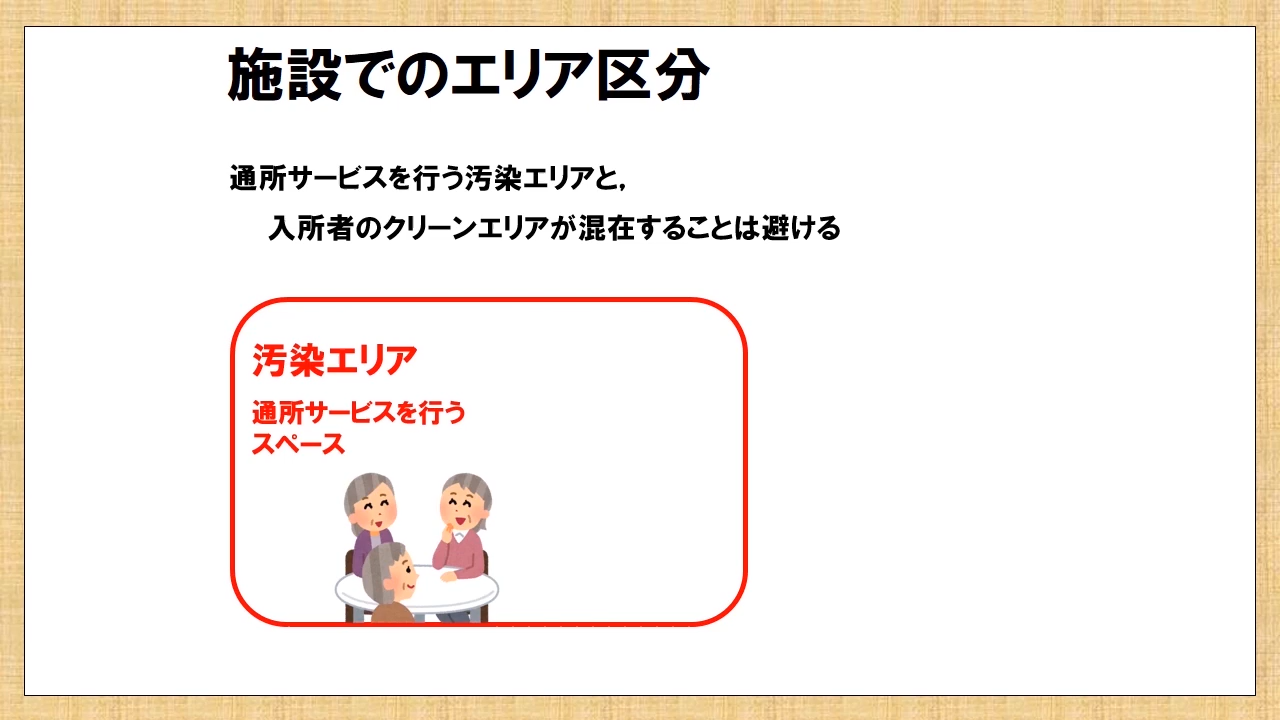 施設でのエリア区分
通所サービスを行う汚染エリアと,
入所者のクリーンエリアが混在することは避ける
汚染エリア
通所サービスを行う
スペース